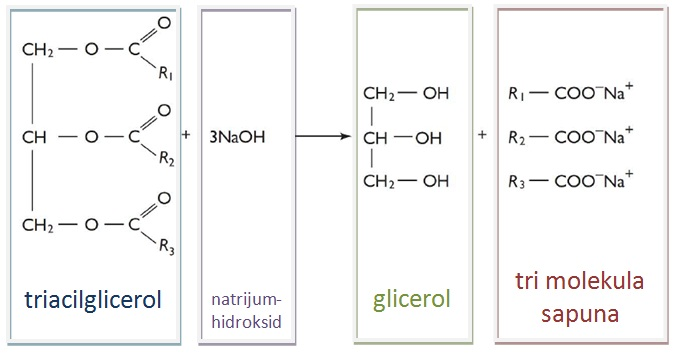 CH₂ — O — C O R₁
CH — O — C O R₂
CH₂ — O — C O R₃
triacilglicerol
+
3NaOH
natrijum-
hidroksid
CH₂ — OH
CH — OH
CH₂ — OH
glicerol
+
R₁ — COO⁻Na⁺
R₂ — COO⁻Na⁺
R₃ — COO⁻Na⁺
tri molekula
sapuna